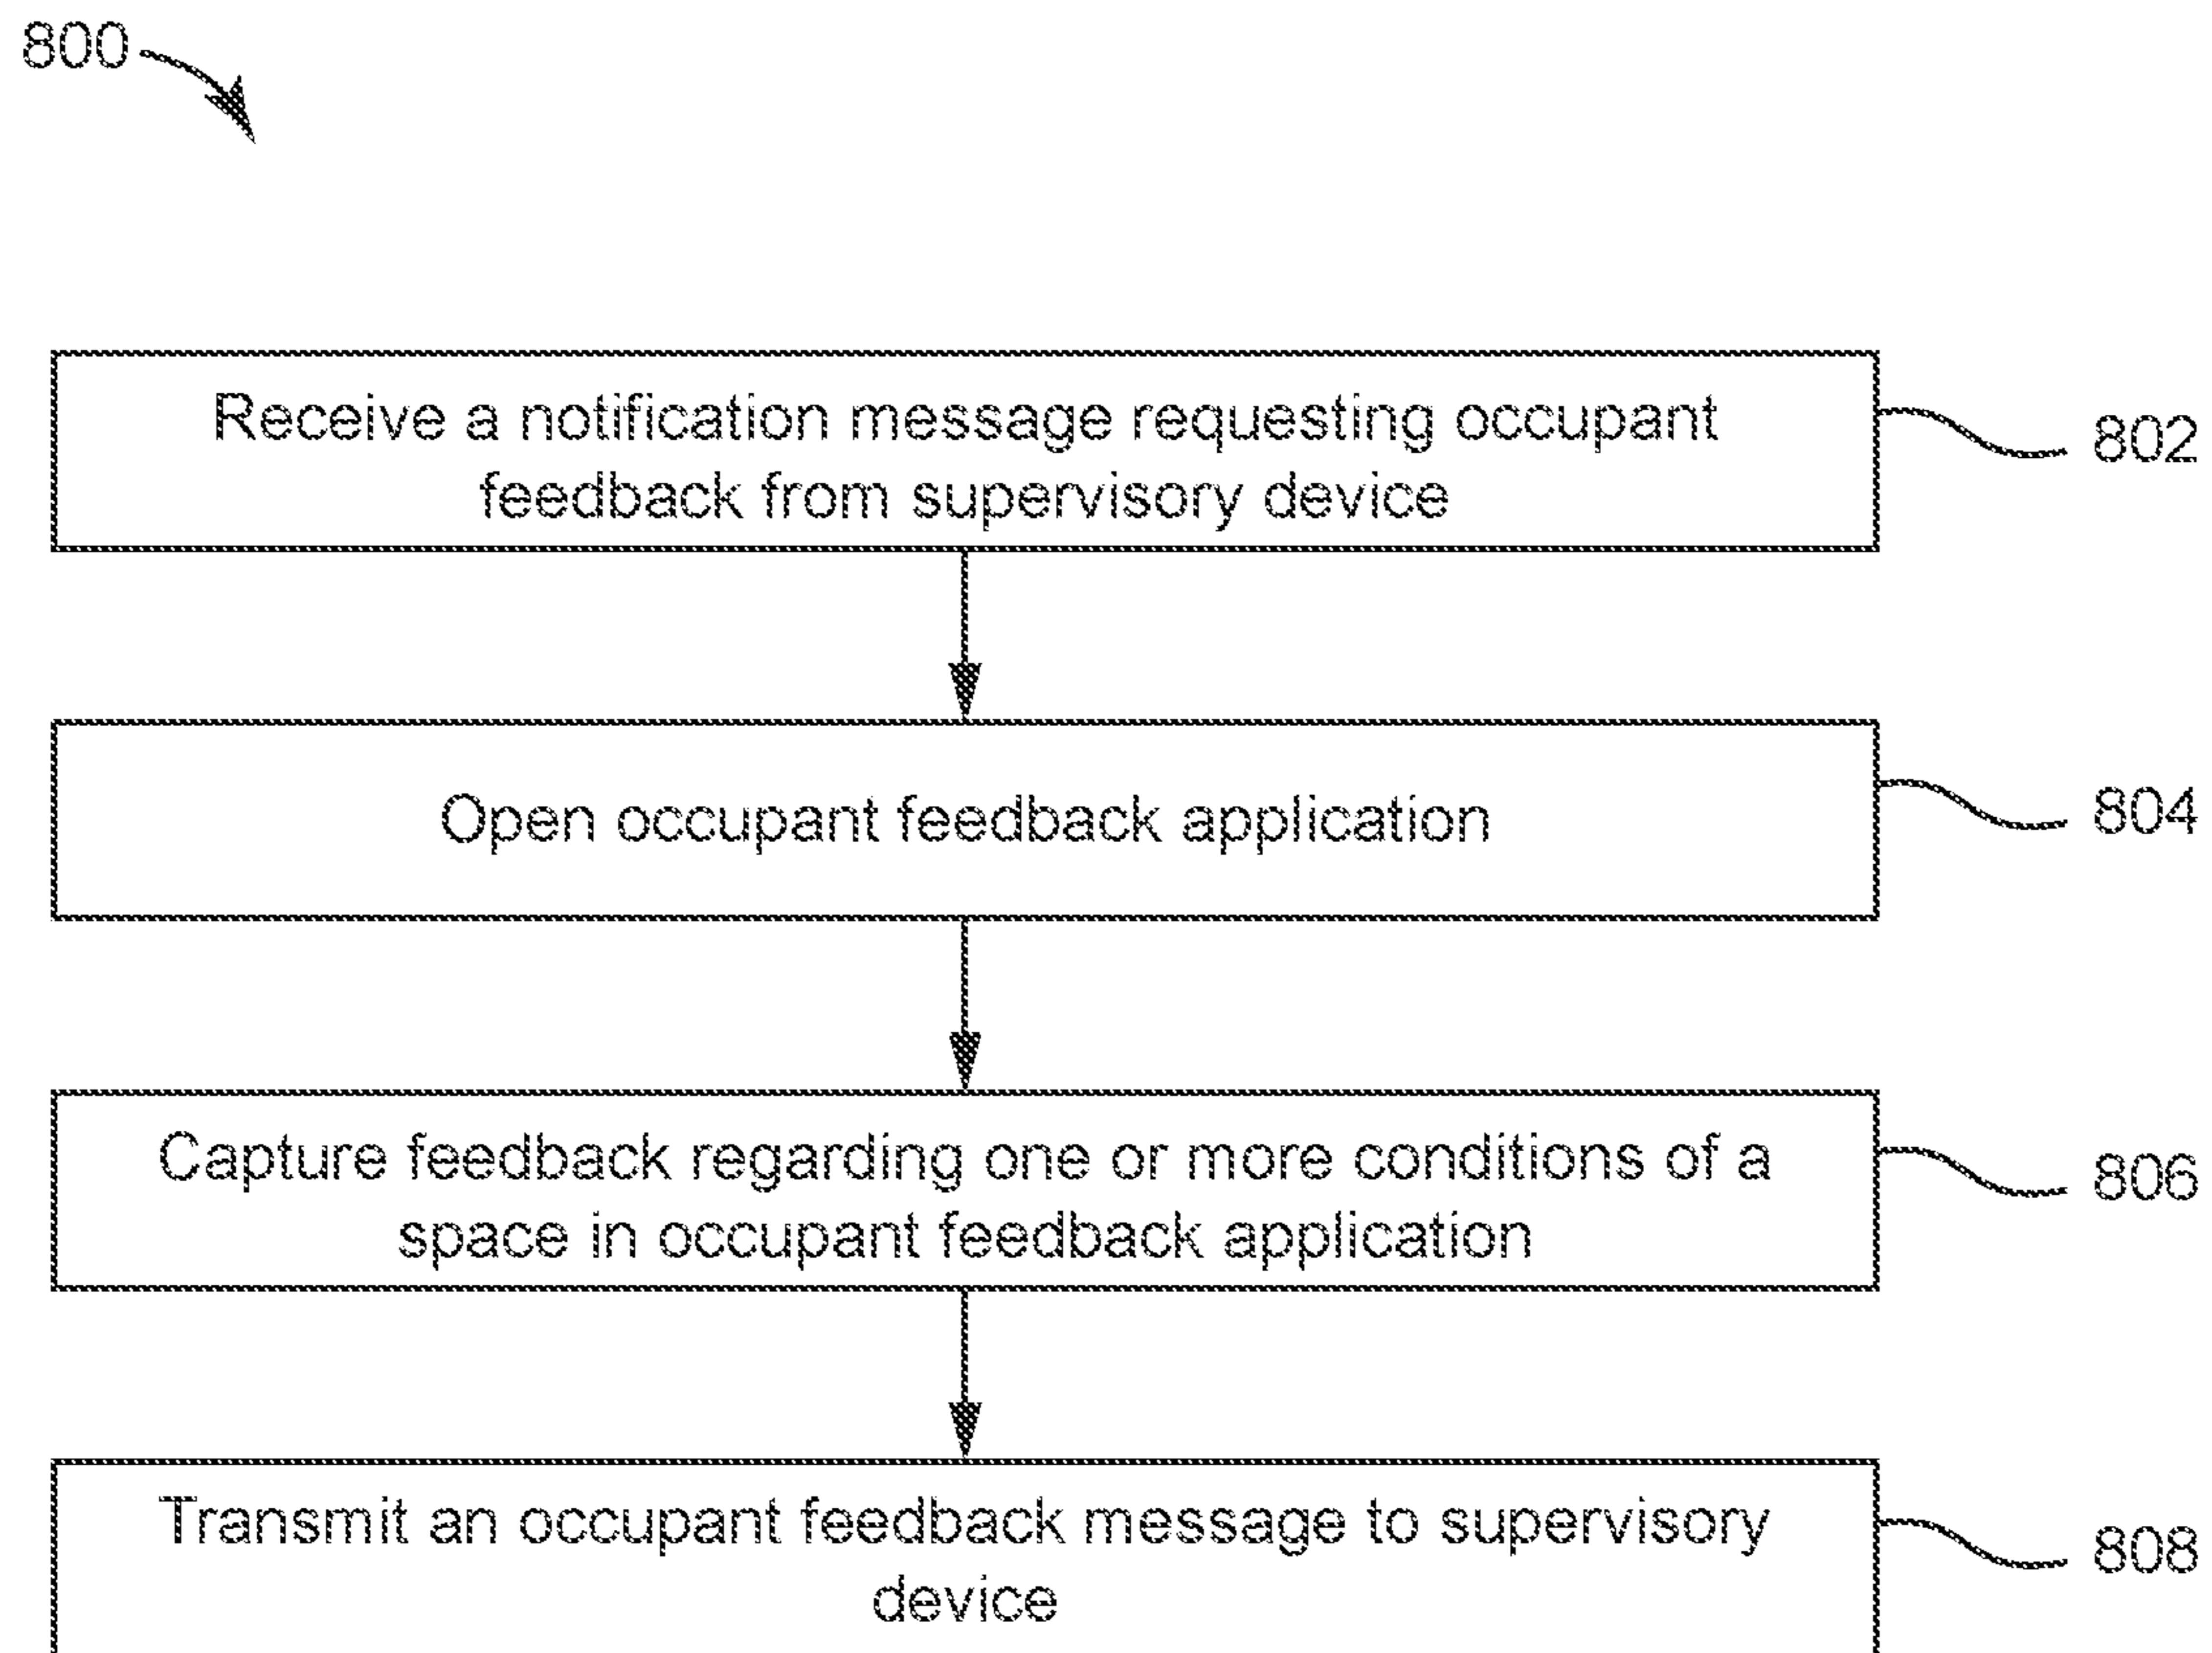 800
Receive a notification message requesting occupant
feedback from supervisory device
802
Open occupant feedback application
804
Capture feedback regarding one or more conditions of a
space in occupant feedback application
806
Transmit an occupant feedback message to supervisory
device
808